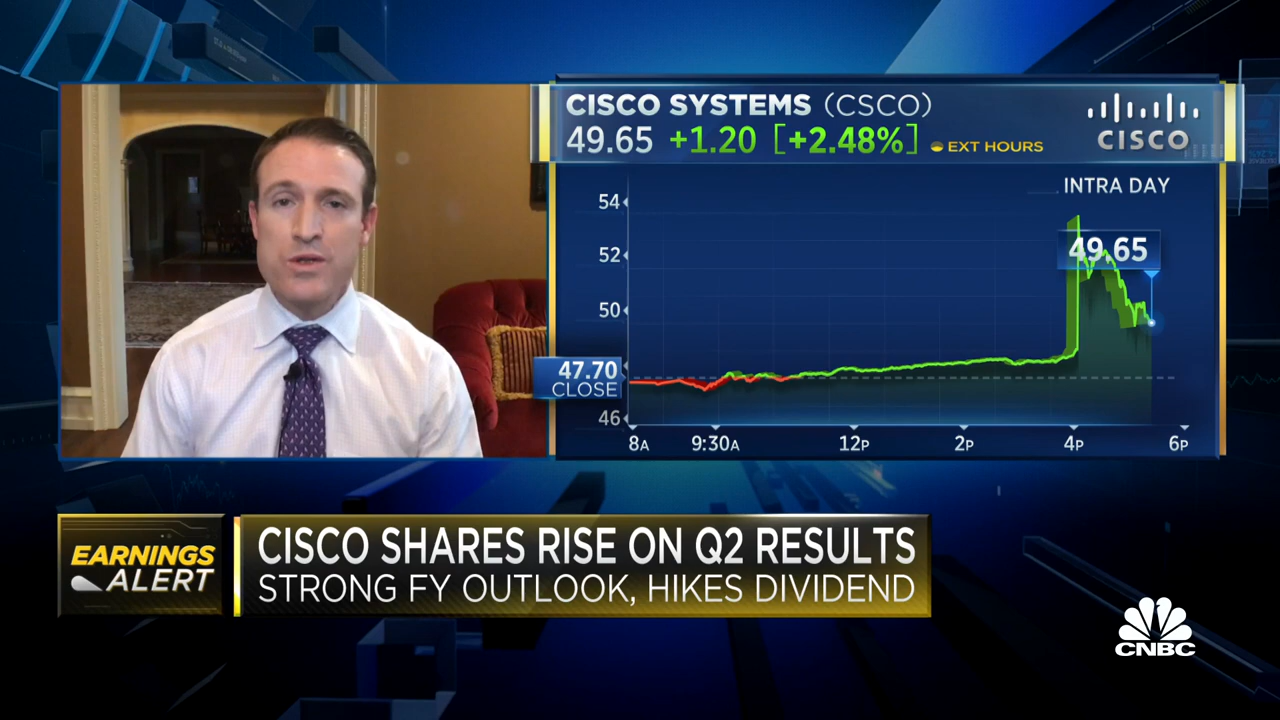 CISCO SYSTEMS (CSCO)
49.65 +1.20 [+2.48%] EXT HOURS
CISCO
INTRA DAY
54
52
50
46
49.65
47.70
CLOSE
8A 9:30A 12P 2P 4P 6P
EARNINGS
ALERT
CISCO SHARES RISE ON Q2 RESULTS
STRONG FY OUTLOOK, HIKES DIVIDEND
CNBC